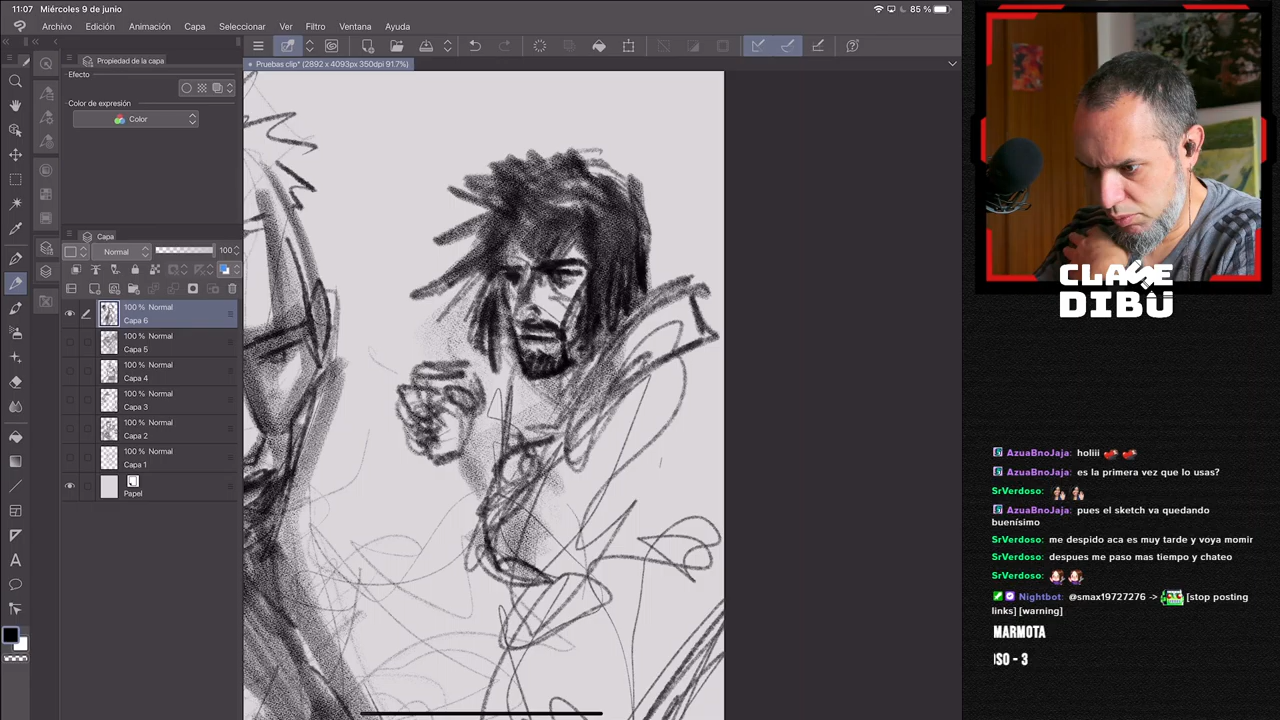 11:07 Miércoles 9 de junio
85 %
Archivo Edición Animación Capa Seleccionar Ver Filtro Ventana Ayuda
Pruebas clip* (2892 x 4093px 350dpi 91.7%)
Propiedad de la capa
Efecto
Color de expresión
Color
Capa
Normal 100
100 % Normal
Capa 6
100 % Normal
Capa 5
100 % Normal
Capa 4
100 % Normal
Capa 3
100 % Normal
Capa 2
100 % Normal
Capa 1
Papel
CLASE
DIBU
AzuaBnoJaja: holiii
AzuaBnoJaja: es la primera vez que lo usas?
SrVerdoso:
AzuaBnoJaja: pues el sketch va quedando
buenísimo
SrVerdoso: me despido aca es muy tarde y voya momir
SrVerdoso: despues me paso mas tiempo y chateo
SrVerdoso:
Nightbot: @smax19727276 -> [stop posting
links] [warning]
MARMOTA
OSO - 3